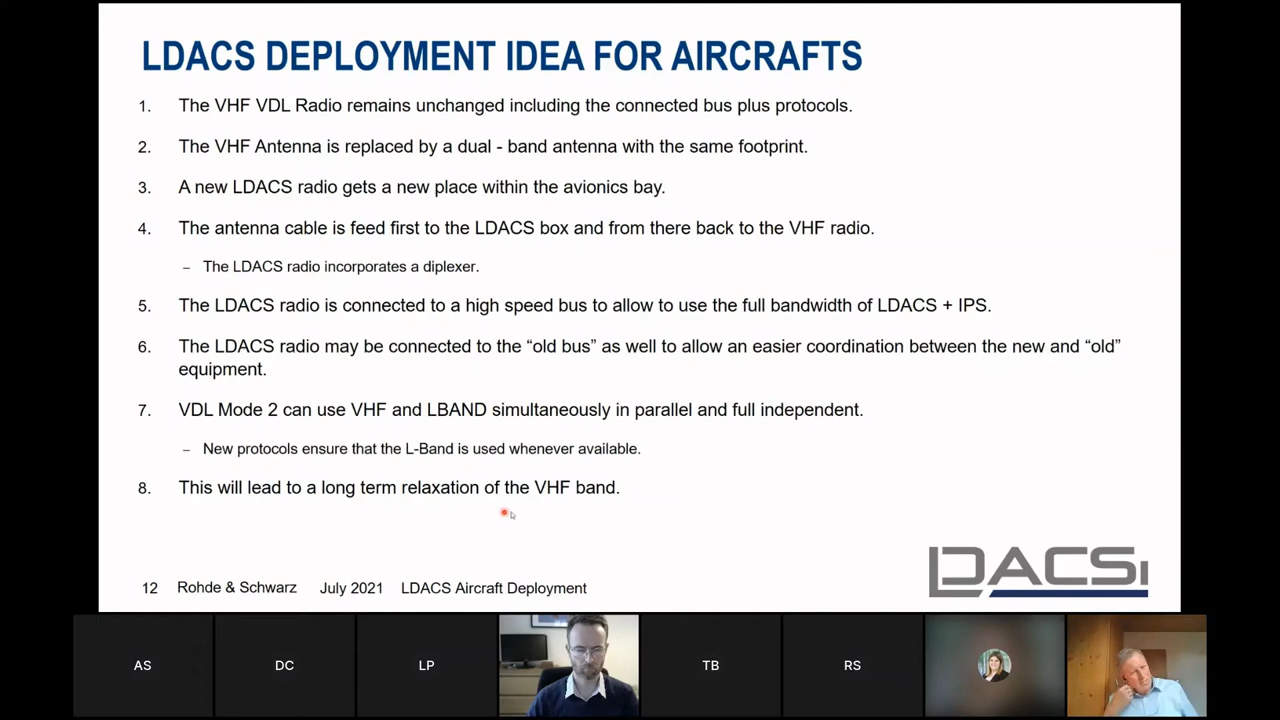 LDACS DEPLOYMENT IDEA FOR AIRCRAFTS
1. The VHF VDL Radio remains unchanged including the connected bus plus protocols.
2. The VHF Antenna is replaced by a dual - band antenna with the same footprint.
3. A new LDACS radio gets a new place within the avionics bay.
4. The antenna cable is feed first to the LDACS box and from there back to the VHF radio.
– The LDACS radio incorporates a diplexer.
5. The LDACS radio is connected to a high speed bus to allow to use the full bandwidth of LDACS + IPS.
6. The LDACS radio may be connected to the “old bus” as well to allow an easier coordination between the new and “old”
equipment.
7. VDL Mode 2 can use VHF and LBAND simultaneously in parallel and full independent.
– New protocols ensure that the L-Band is used whenever available.
8. This will lead to a long term relaxation of the VHF band.
12 Rohde & Schwarz July 2021 LDACS Aircraft Deployment
LDACSI
AS DC LP TB RS